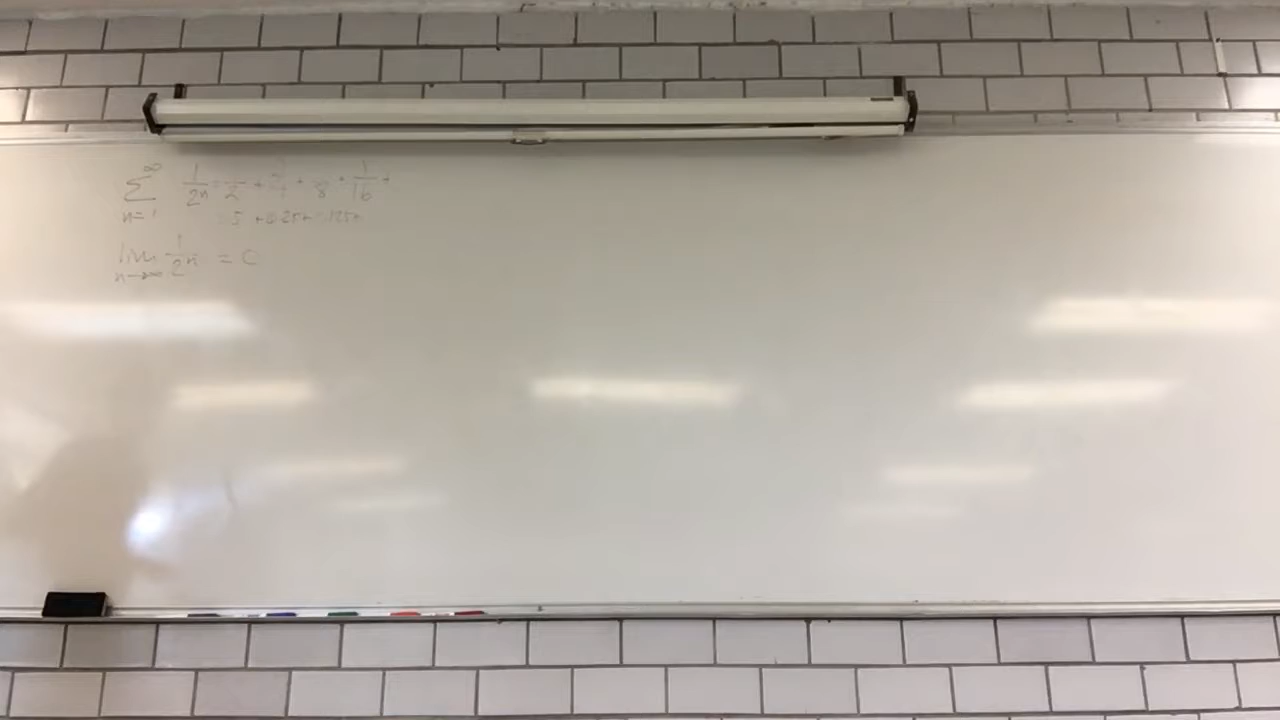 ∞
∑ 1/2ⁿ = 1/2 + 1/4 + 1/8 + 1/16 +
n=1
.5 + 0.25 + .125 +
lim 1/2ⁿ = 0
n→∞